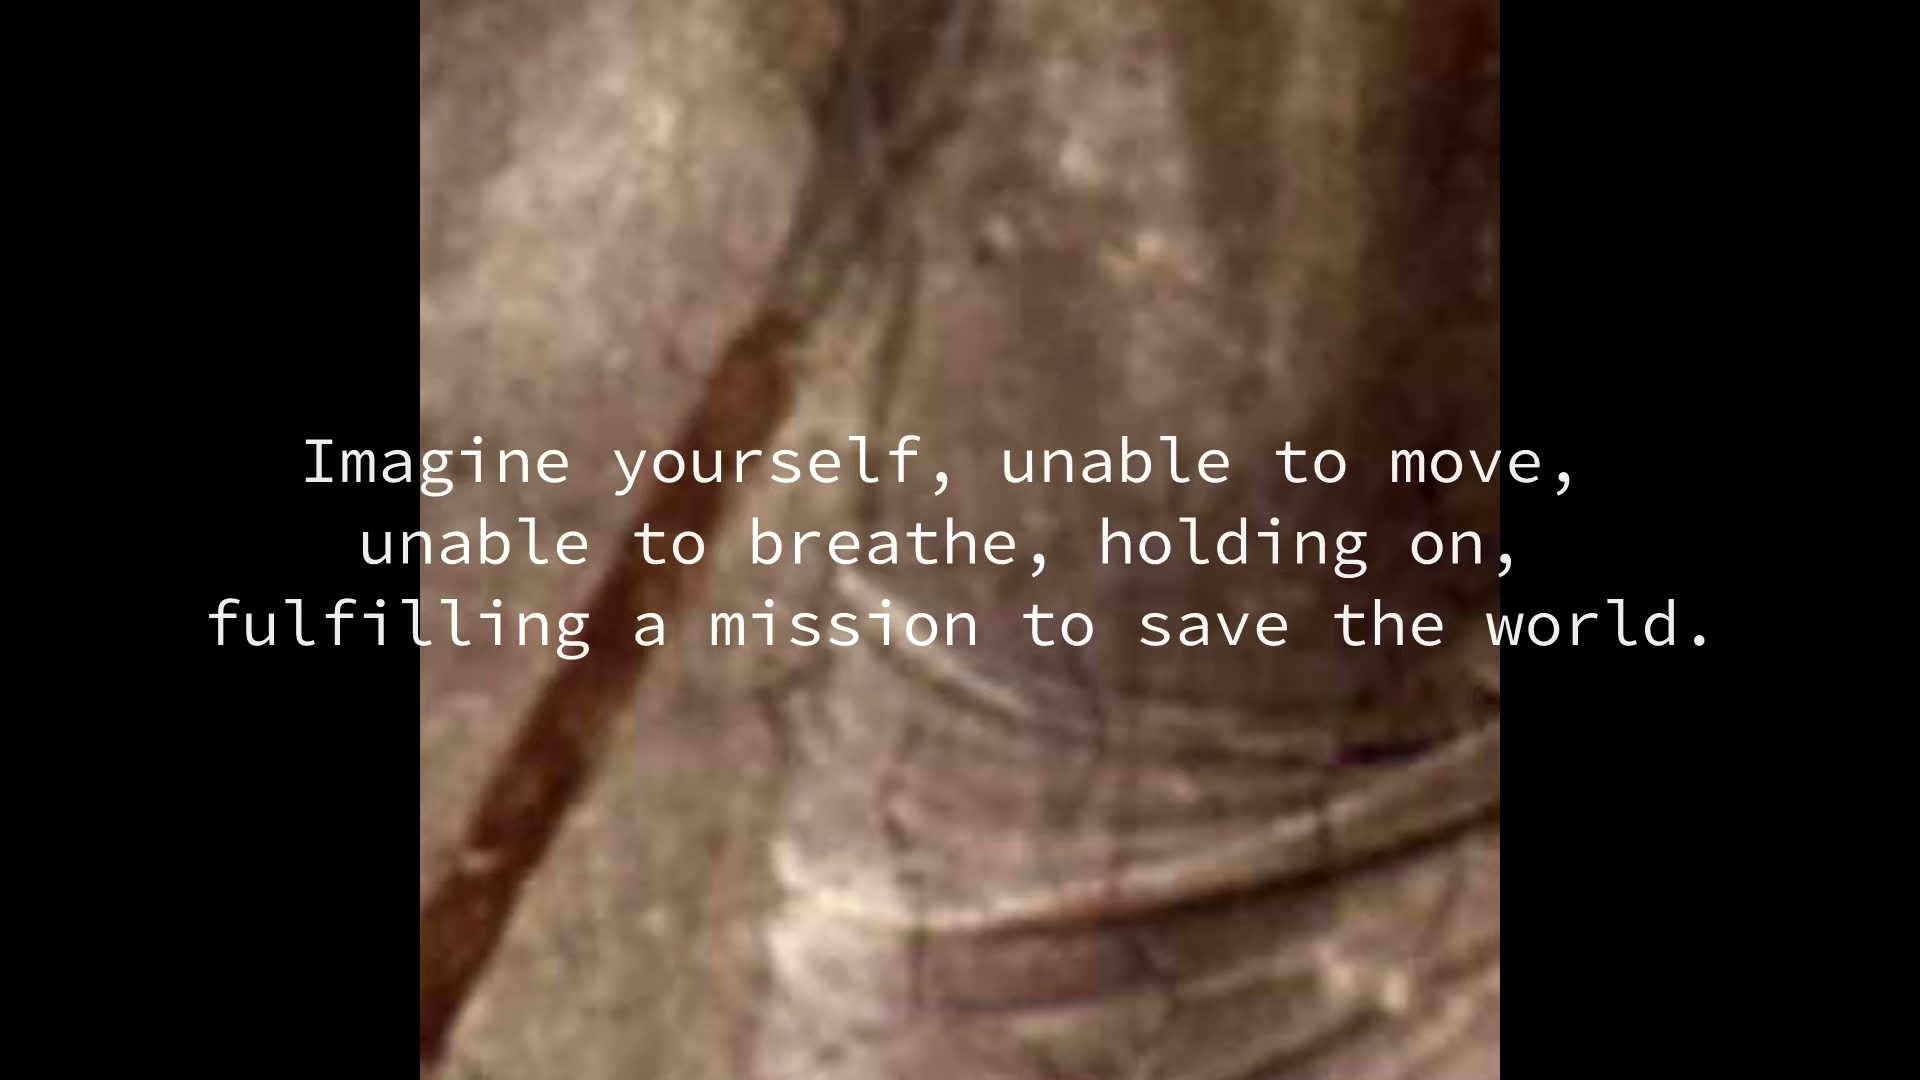 Imagine yourself, unable to move,
unable to breathe, holding on,
fulfilling a mission to save the world.